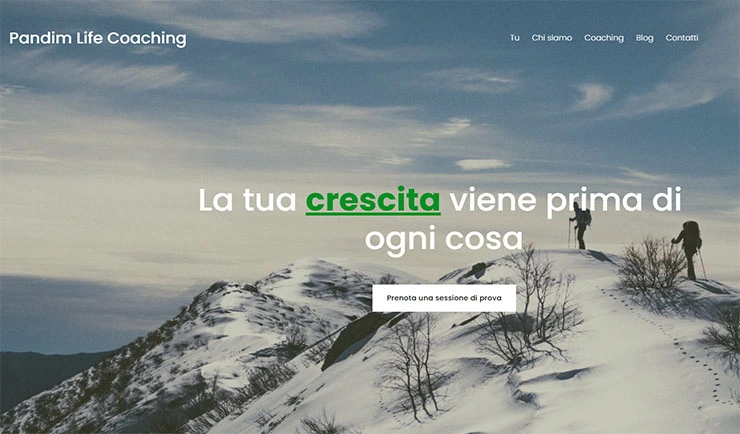 Pandim Life Coaching
Tu Chi siamo Coaching Blog Contatti
La tua crescita viene prima di
ogni cosa
Prenota una sessione di prova